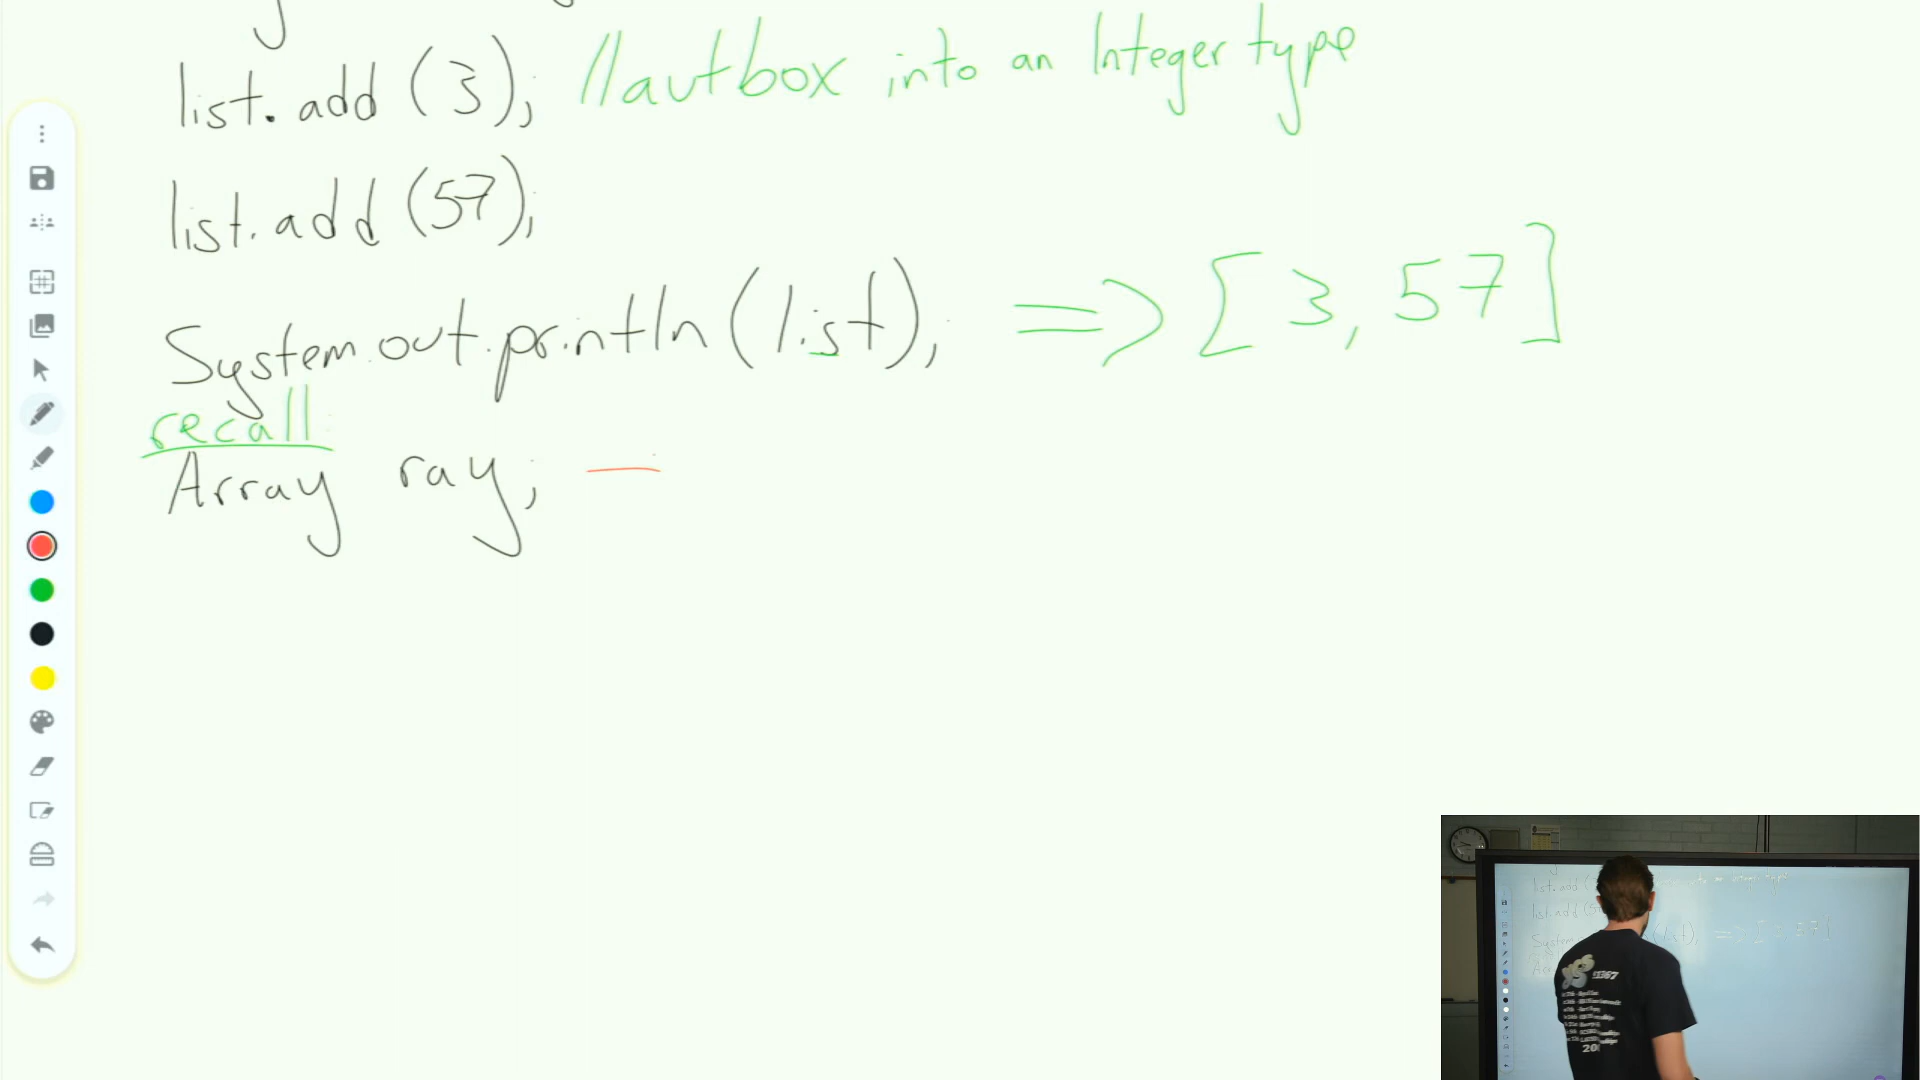 list.add (3); //autbox into an Integer type
list.add (57);
System.out.println(list); => [3, 57]
recall:
Array ray; —